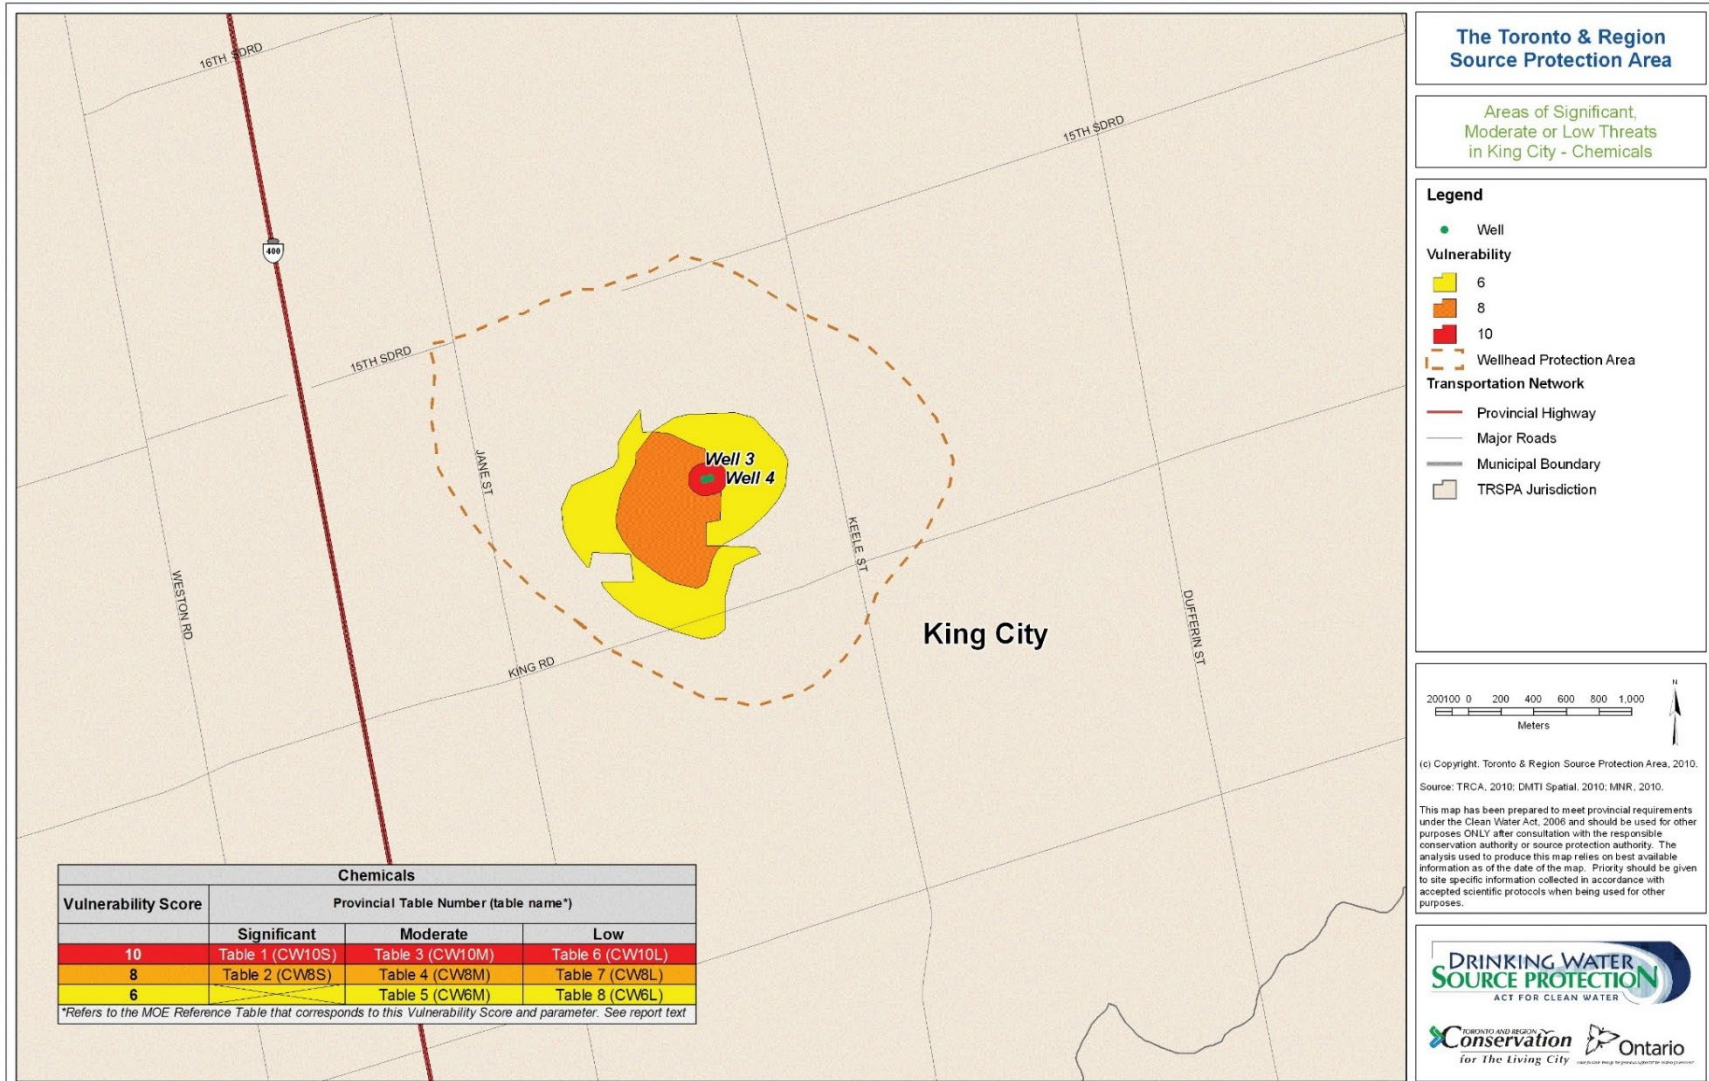 16TH SDRD
15TH SDRD
400
15TH SDRD
JANE ST
Well 3
Well 4
KEELE ST
WESTON RD
DUFFERIN ST
King City
KING RD
Chemicals
Vulnerability Score Provincial Table Number (table name*)
Significant Moderate Low
10 Table 1 (CW10S) Table 3 (CW10M) Table 6 (CW10L)
8 Table 2 (CW8S) Table 4 (CW8M) Table 7 (CW8L)
6 Table 5 (CW6M) Table 8 (CW6L)
*Refers to the MOE Reference Table that corresponds to this Vulnerability Score and parameter. See report text
The Toronto & Region
Source Protection Area
Areas of Significant,
Moderate or Low Threats
in King City - Chemicals
Legend
Well
Vulnerability
6
8
10
Wellhead Protection Area
Transportation Network
Provincial Highway
Major Roads
Municipal Boundary
TRSPA Jurisdiction
200100 0 200 400 600 800 1,000
Meters
N
(c) Copyright. Toronto & Region Source Protection Area, 2010.
Source: TRCA, 2010; DMTI Spatial, 2010; MNR, 2010.
This map has been prepared to meet provincial requirements
under the Clean Water Act, 2006 and should be used for other
purposes ONLY after consultation with the responsible
conservation authority or source protection authority. The
analysis used to produce this map relies on best available
information as of the date of the map. Priority should be given
to site specific information collected in accordance with
accepted scientific protocols when being used for other
purposes.
DRINKING WATER
SOURCE PROTECTION
ACT FOR CLEAN WATER
TORONTO AND REGION
Conservation
for The Living City
Ontario